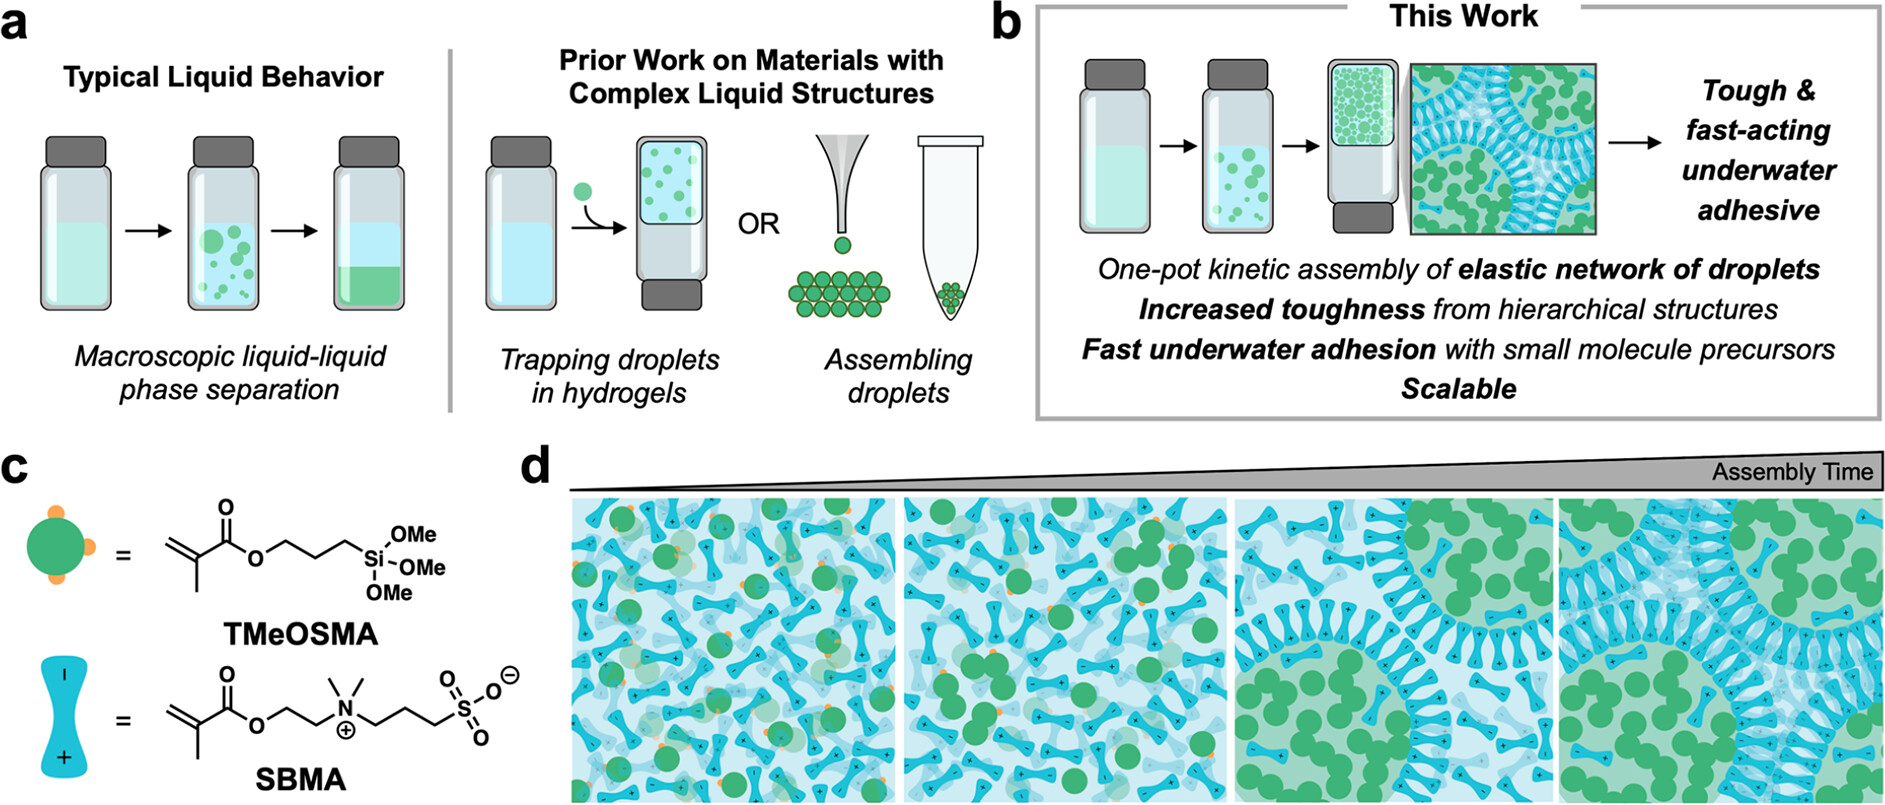 a
Typical Liquid Behavior
Macroscopic liquid-liquid
phase separation
Prior Work on Materials with
Complex Liquid Structures
OR
Trapping droplets
in hydrogels
Assembling
droplets
b
This Work
Tough &
fast-acting
underwater
adhesive
One-pot kinetic assembly of elastic network of droplets
Increased toughness from hierarchical structures
Fast underwater adhesion with small molecule precursors
Scalable
c
=
O
O
Si
OMe
OMe
OMe
TMeOSMA
-
+
=
O
O
N
+
O
S
O
O
-
SBMA
d
Assembly Time